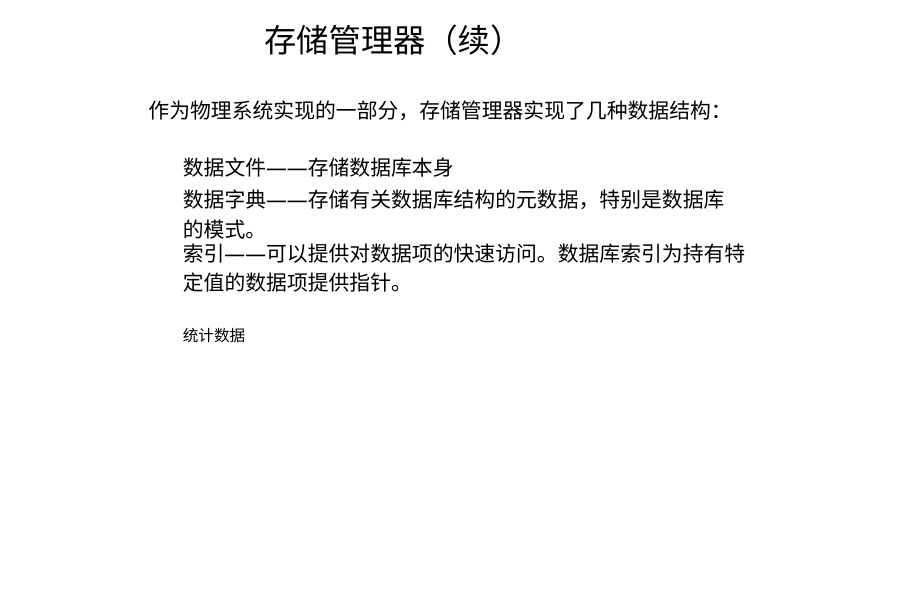 存储管理器（续）
作为物理系统实现的一部分，存储管理器实现了几种数据结构：
数据文件——存储数据库本身
数据字典——存储有关数据库结构的元数据，特别是数据库
的模式。
索引——可以提供对数据项的快速访问。数据库索引为持有特
定值的数据项提供指针。
统计数据